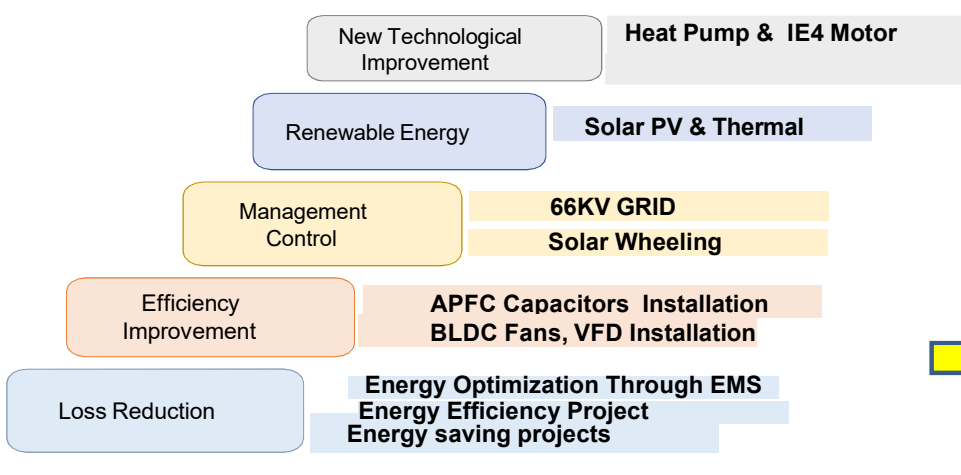 New Technological
Improvement
Heat Pump & IE4 Motor
Renewable Energy
Solar PV & Thermal
Management
Control
66KV GRID
Solar Wheeling
Efficiency
Improvement
APFC Capacitors Installation
BLDC Fans, VFD Installation
Loss Reduction
Energy Optimization Through EMS
Energy Efficiency Project
Energy saving projects